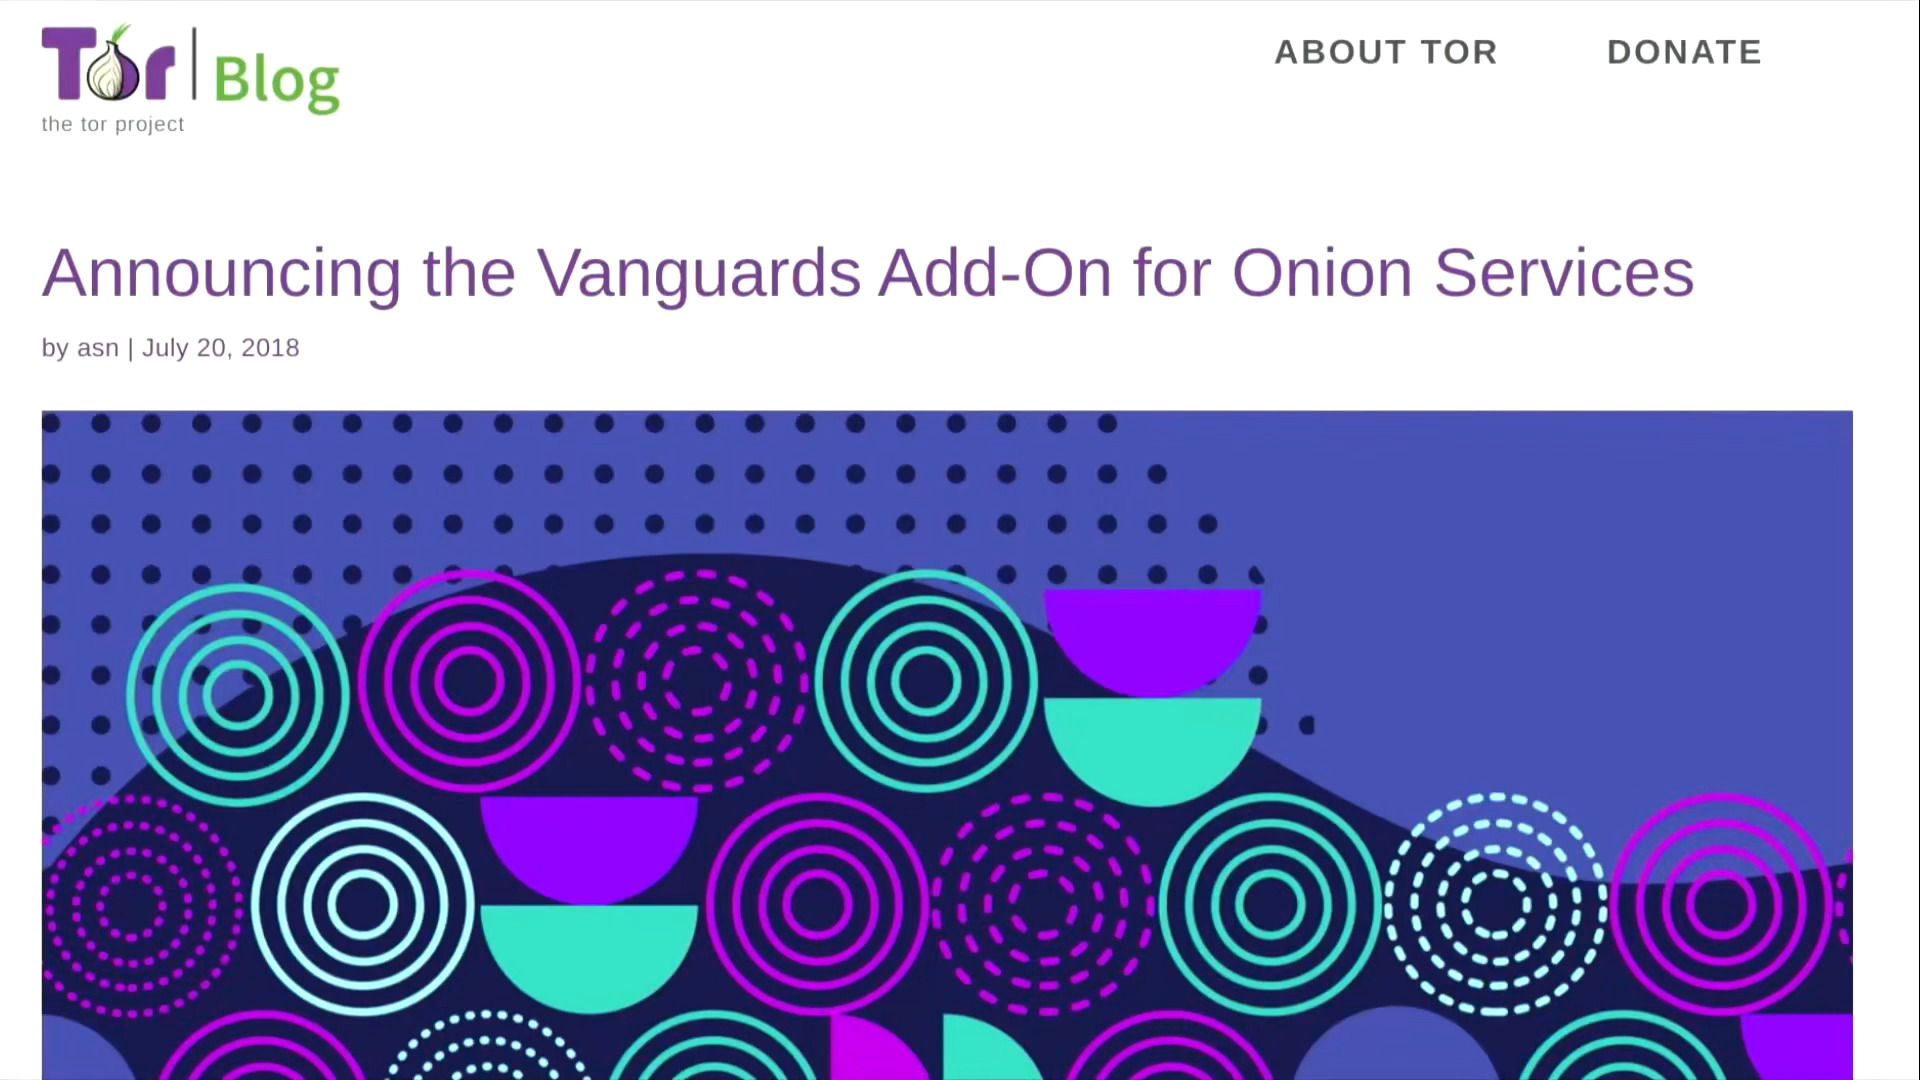 Tor | Blog
the tor project
ABOUT TOR
DONATE
Announcing the Vanguards Add-On for Onion Services
by asn | July 20, 2018